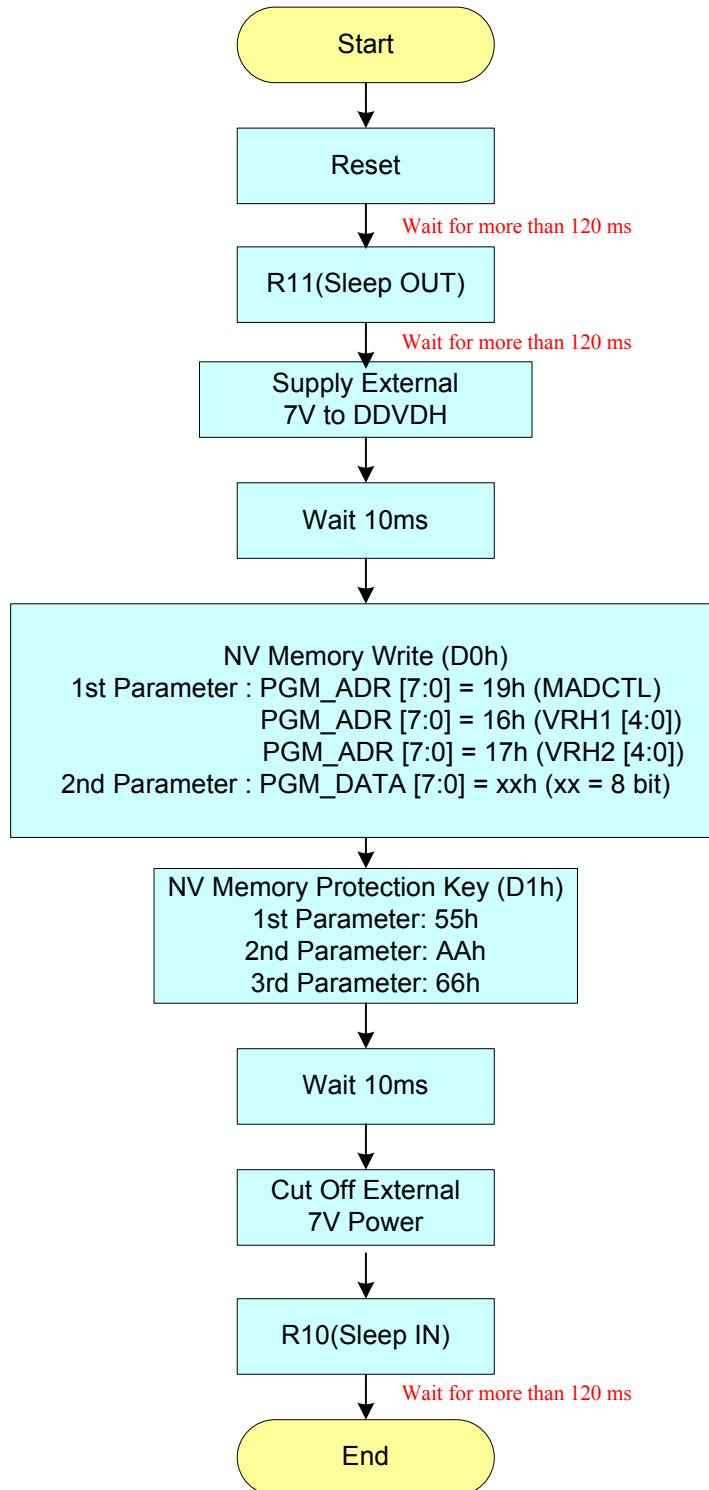 Start
Reset
Wait for more than 120 ms
R11(Sleep OUT)
Wait for more than 120 ms
Supply External
7V to DDVDH
Wait 10ms
NV Memory Write (D0h)
1st Parameter : PGM_ADR [7:0] = 19h (MADCTL)
PGM_ADR [7:0] = 16h (VRH1 [4:0])
PGM_ADR [7:0] = 17h (VRH2 [4:0])
2nd Parameter : PGM_DATA [7:0] = xxh (xx = 8 bit)
NV Memory Protection Key (D1h)
1st Parameter: 55h
2nd Parameter: AAh
3rd Parameter: 66h
Wait 10ms
Cut Off External
7V Power
R10(Sleep IN)
Wait for more than 120 ms
End